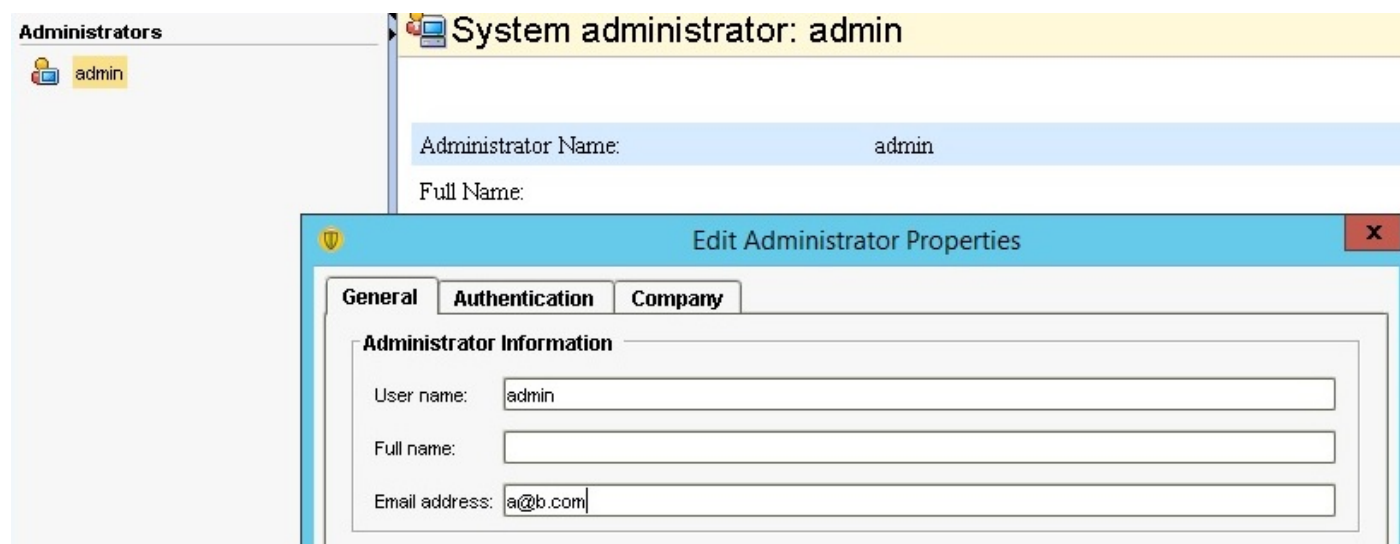 Administrators
admin
System administrator: admin
Administrator Name: admin
Full Name:
Edit Administrator Properties
X
General Authentication Company
Administrator Information
User name: admin
Full name:
Email address: a@b.com